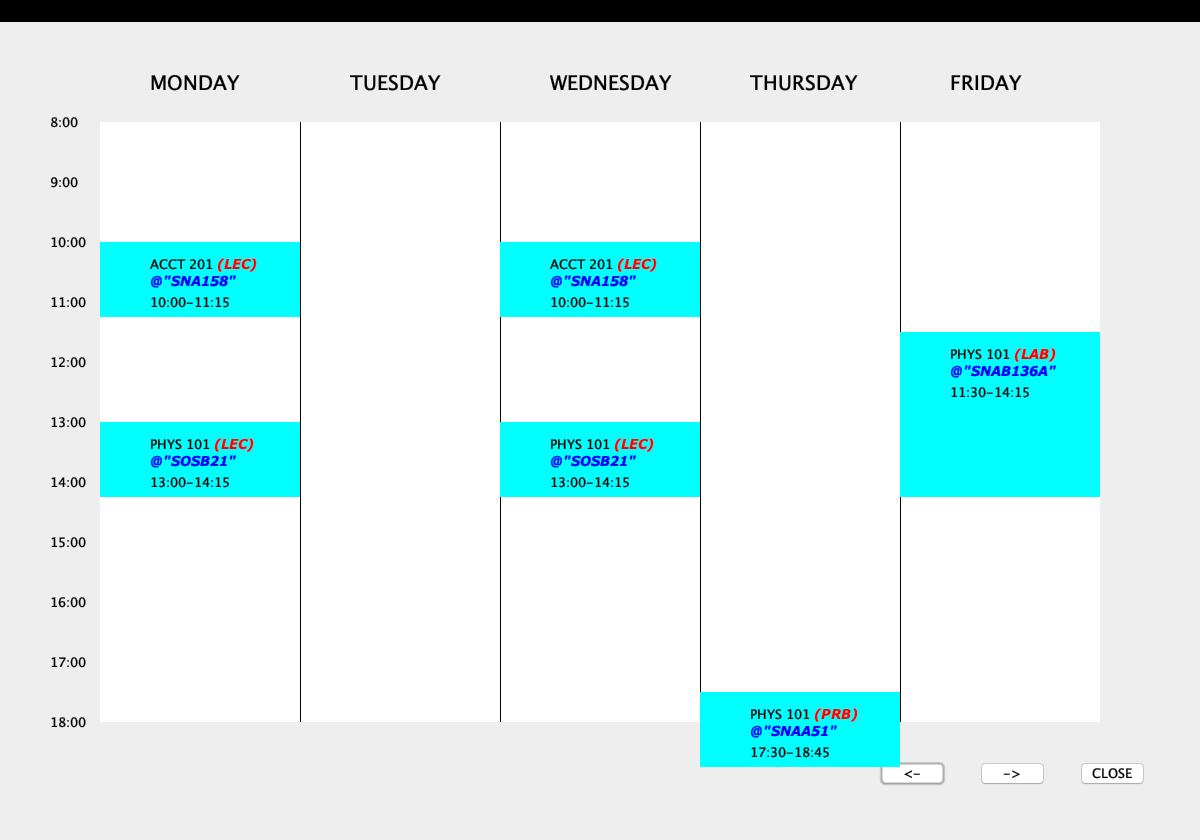 MONDAY TUESDAY WEDNESDAY THURSDAY FRIDAY
8:00
9:00
10:00
ACCT 201 (LEC) ACCT 201 (LEC)
@"SNA158" @"SNA158"
11:00 10:00-11:15 10:00-11:15
PHYS 101 (LAB)
12:00
@"SNAB136A"
11:30-14:15
13:00
PHYS 101 (LEC) PHYS 101 (LEC)
@"SOSB21" @"SOSB21"
14:00 13:00-14:15 13:00-14:15
15:00
16:00
17:00
PHYS 101 (PRB)
18:00
@"SNAA51"
17:30-18:45
<- -> CLOSE